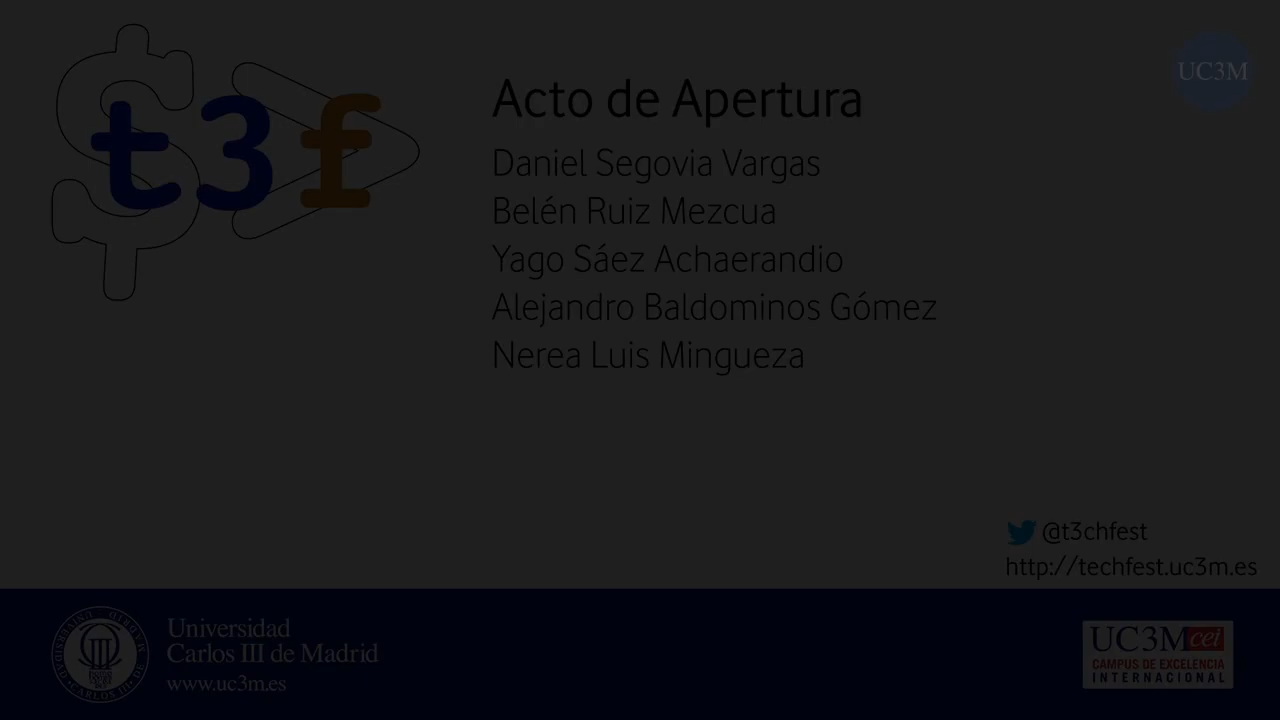 t3f
Acto de Apertura
UC3M
Daniel Segovia Vargas
Belén Ruiz Mezcua
Yago Sáez Achaerandio
Alejandro Baldominos Gómez
Nerea Luis Mingueza
@t3chfest
http://techfest.uc3m.es
Universidad
Carlos III de Madrid
www.uc3m.es
UC3M cei
CAMPUS DE EXCELENCIA
INTERNACIONAL